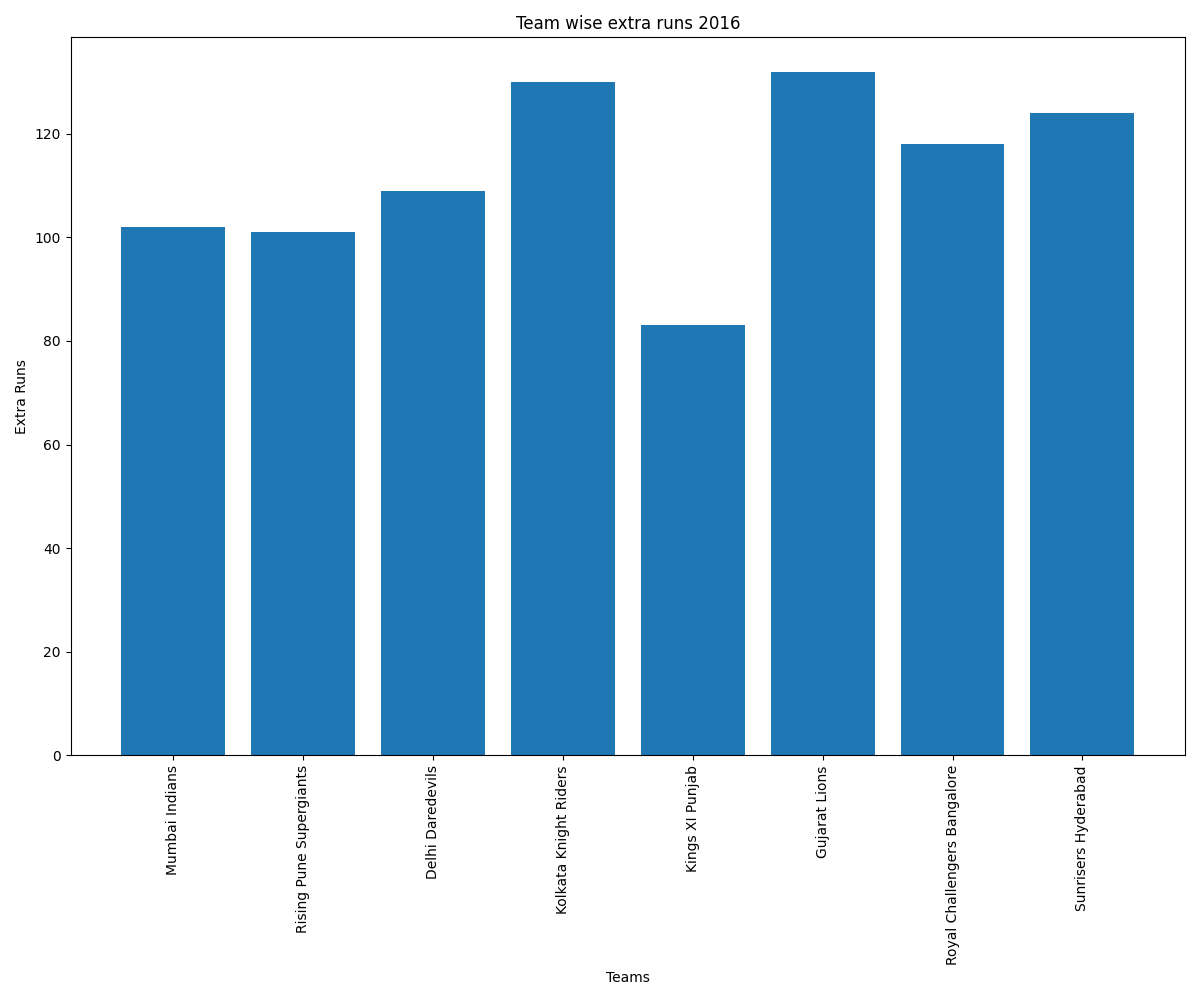 Team wise extra runs 2016
Extra Runs
120
100
80
60
40
20
0
Mumbai Indians
Rising Pune Supergiants
Delhi Daredevils
Kolkata Knight Riders
Kings XI Punjab
Gujarat Lions
Royal Challengers Bangalore
Sunrisers Hyderabad
Teams